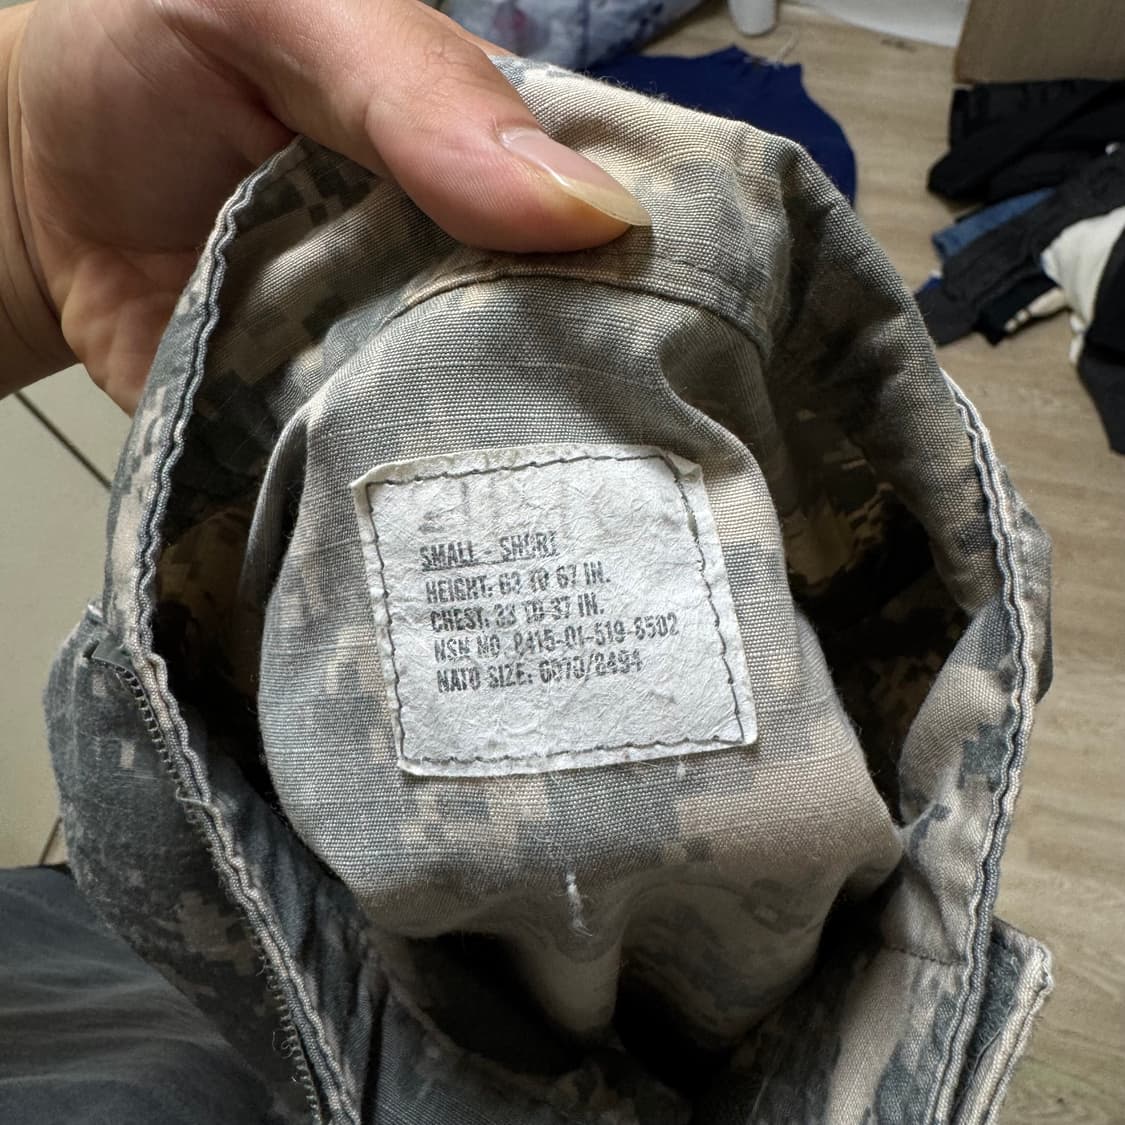 SMALL - SHORT
HEIGHT: 63 TO 67 IN.
CHEST: 33 TO 37 IN.
NSN NO. 8415-01-519-8502
NATO SIZE: 6070/8494